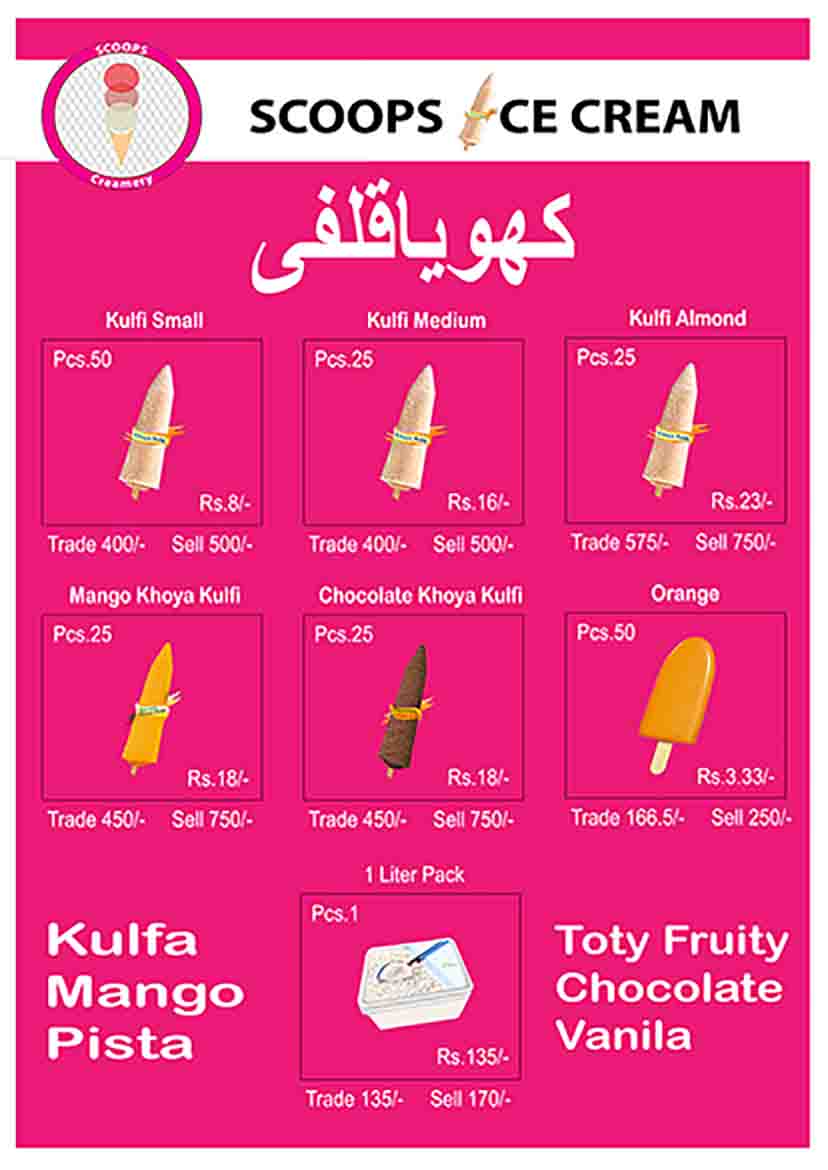 SCOOPS
Creamery
SCOOPS CE CREAM
کھویاقلفی
Kulfi Small
Pcs.50
Rs.8/-
Trade 400/- Sell 500/-
Kulfi Medium
Pcs.25
Rs.16/-
Trade 400/- Sell 500/-
Kulfi Almond
Pcs.25
Rs.23/-
Trade 575/- Sell 750/-
Mango Khoya Kulfi
Pcs.25
Rs.18/-
Trade 450/- Sell 750/-
Chocolate Khoya Kulfi
Pcs.25
Rs.18/-
Trade 450/- Sell 750/-
Orange
Pcs.50
Rs.3.33/-
Trade 166.5/- Sell 250/-
Kulfa
Mango
Pista
1 Liter Pack
Pcs.1
Rs.135/-
Trade 135/- Sell 170/-
Toty Fruity
Chocolate
Vanila